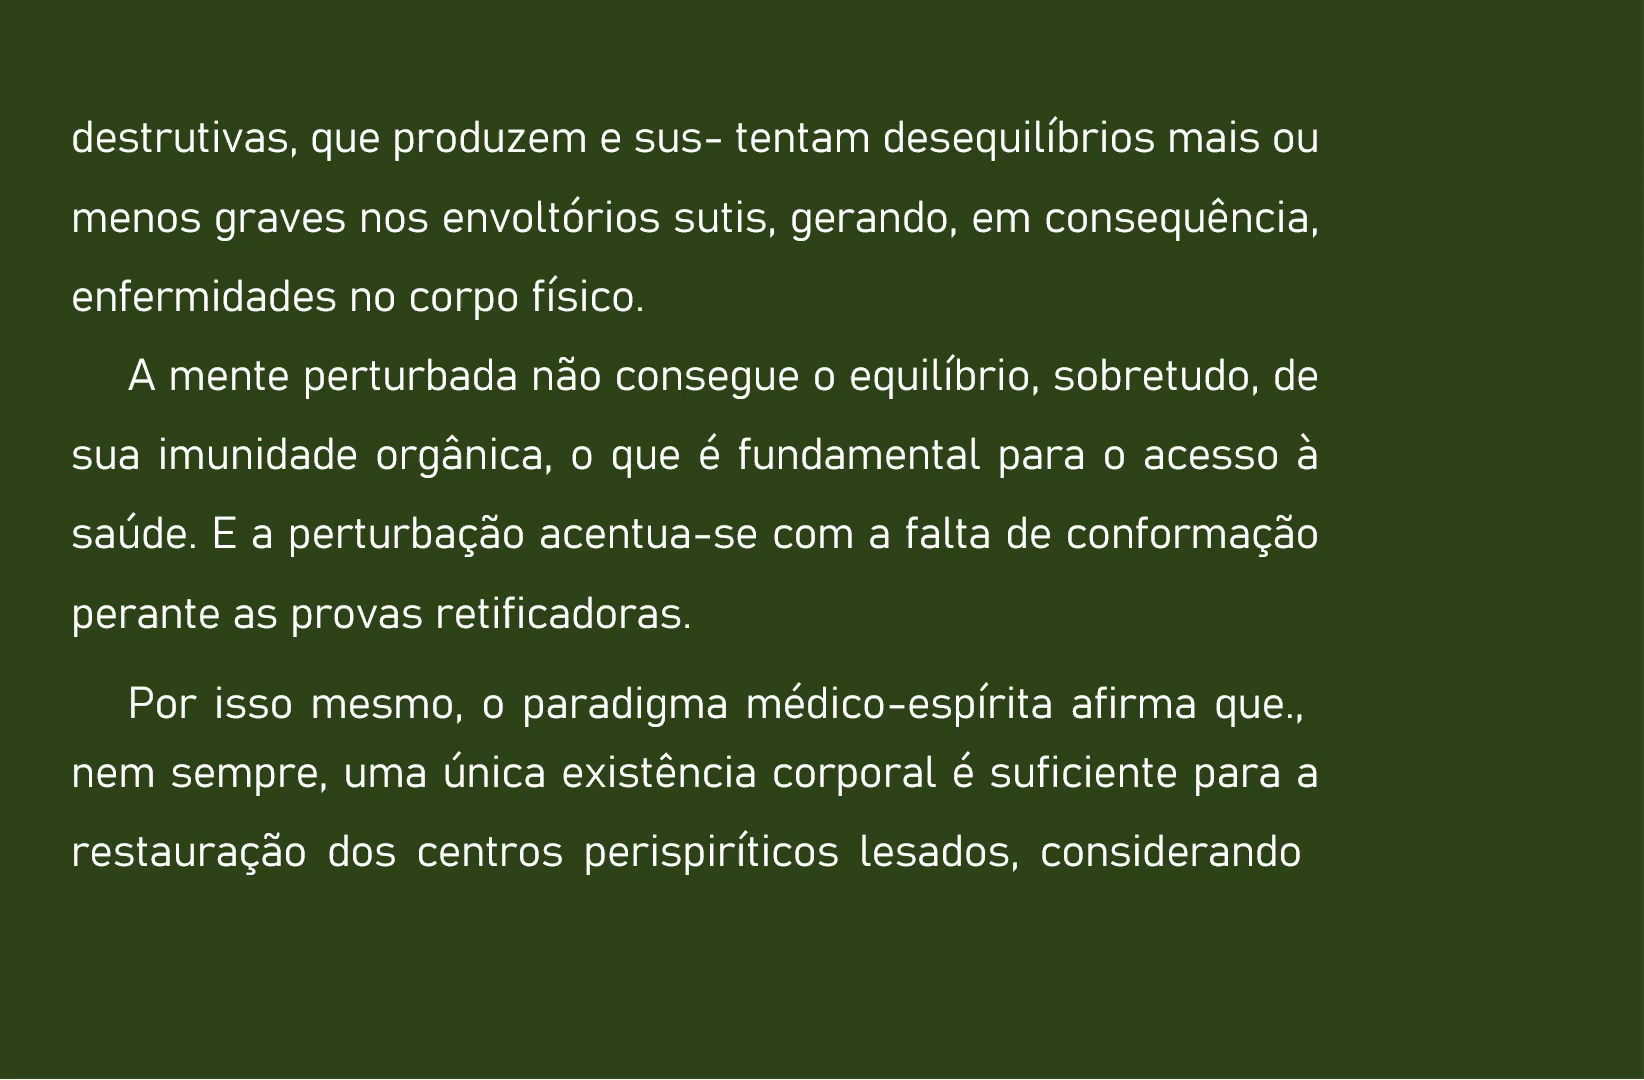 destrutivas, que produzem e sus- tentam desequilíbrios mais ou
menos graves nos envoltórios sutis, gerando, em consequência,
enfermidades no corpo físico.
A mente perturbada não consegue o equilíbrio, sobretudo, de
sua imunidade orgânica, o que é fundamental para o acesso à
saúde. E a perturbação acentua-se com a falta de conformação
perante as provas retificadoras.
Por isso mesmo, o paradigma médico-espírita afirma que.,
nem sempre, uma única existência corporal é suficiente para a
restauração dos centros perispiríticos lesados, considerando